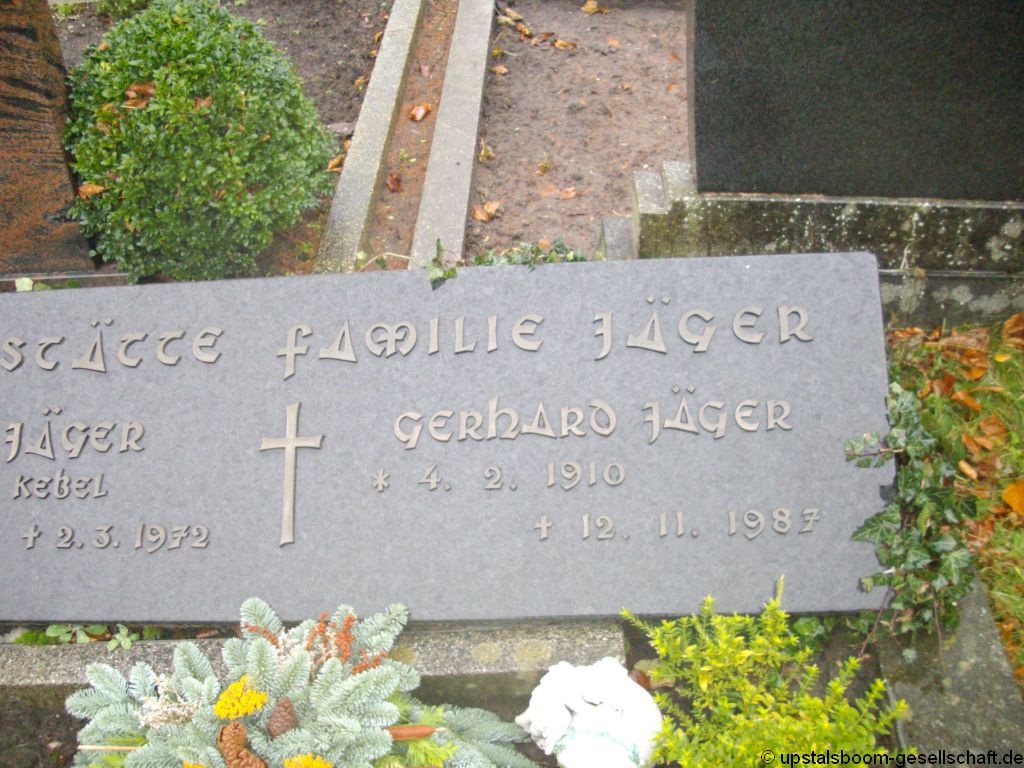 STÄTTE FAMILIE JÄGER
JÄGER
KEBEL
† 2. 3. 1972
GERHARD JÄGER
* 4. 2. 1910
† 12. 11. 1987
© upstalsboom-gesellschaft.de